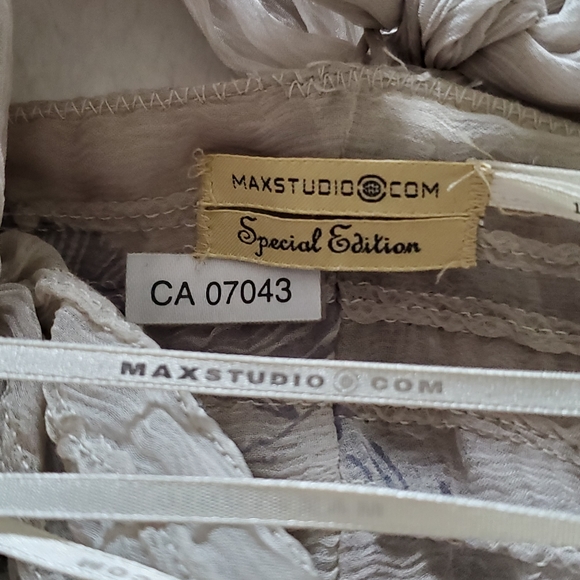 MAXSTUDIO COM
Special Edition
CA 07043
MAXSTUDIO COM